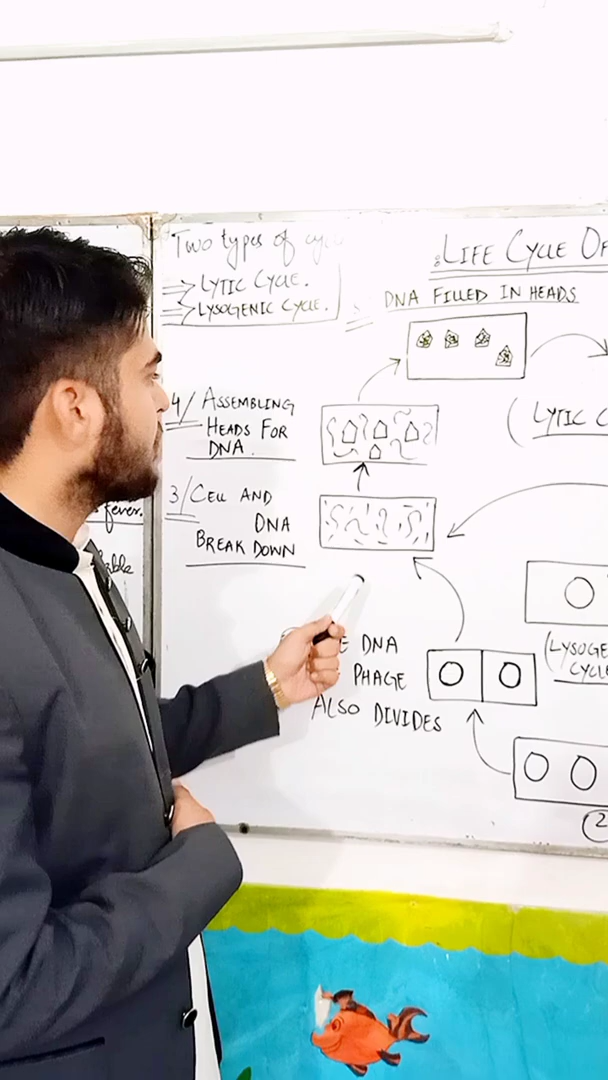 Two types of
⇒ LYTIC CYCLE.
⇒ LYSOGENIC CYCLE.
:LIFE CYCLE OF
DNA FILLED IN HEADS
4/ ASSEMBLING
HEADS FOR
DNA.
(LYTIC C
3/ CELL AND
DNA
BREAK DOWN
fever.
DNA
PHAGE
ALSO DIVIDES
(LYSOGE
CYCLE
2